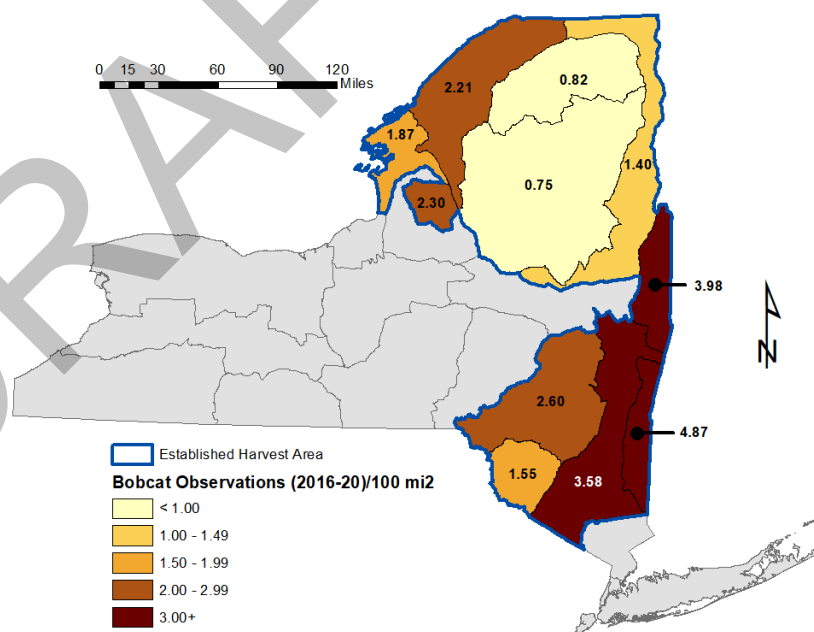 DRAF
0 15 30 60 90 120
Miles
0.82
2.21
1.87
1.40
0.75
2.30
3.98
N
2.60
4.87
1.55
3.58
Established Harvest Area
Bobcat Observations (2016-20)/100 mi2
< 1.00
1.00 - 1.49
1.50 - 1.99
2.00 - 2.99
3.00+